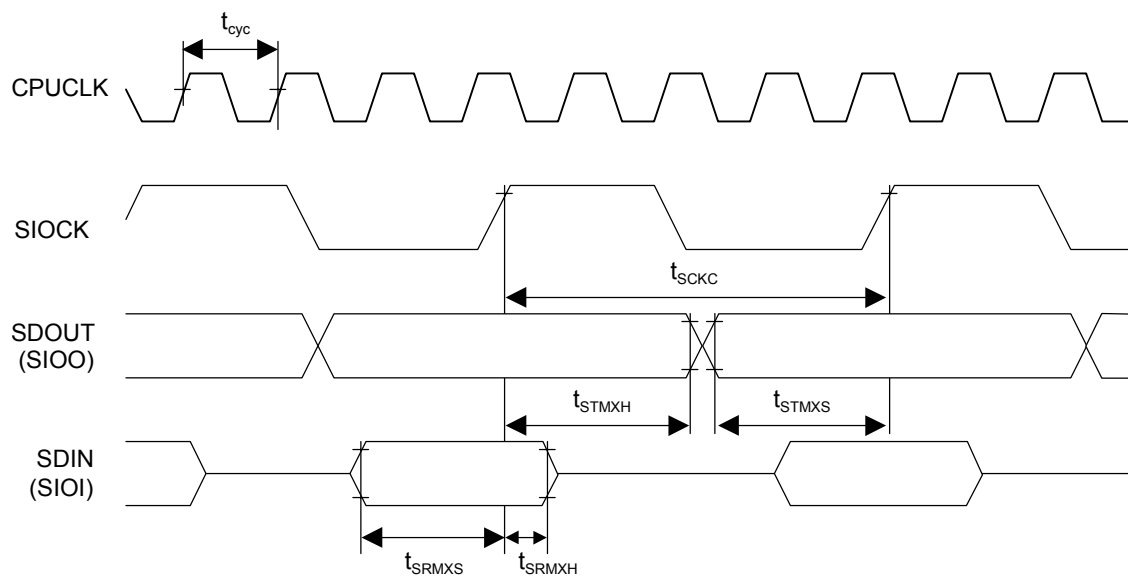 tcyc
CPUCLK
SIOCK
tSCKC
SDOUT
(SIOO)
tSTMXH
tSTMXS
SDIN
(SIOI)
tSRMXS
tSRMXH